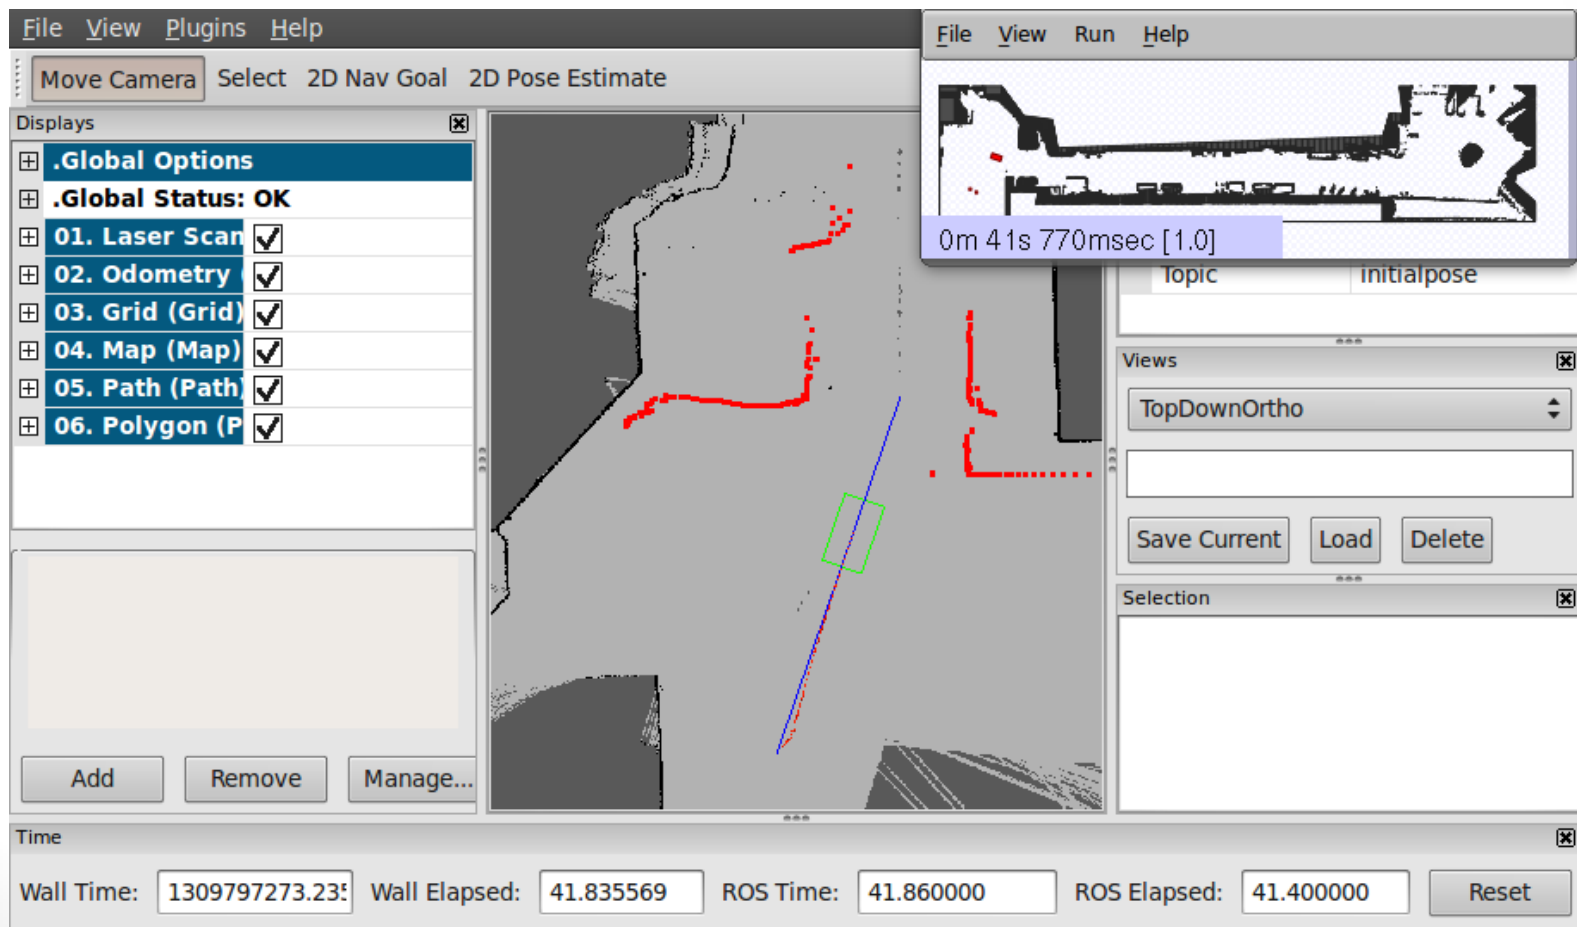 File View Plugins Help
File View Run Help
Move Camera Select 2D Nav Goal 2D Pose Estimate
Displays
.Global Options
.Global Status: OK
01. Laser Scan
02. Odometry (
03. Grid (Grid)
04. Map (Map)
05. Path (Path)
06. Polygon (P
0m 41s 770msec [1.0]
Topic initialpose
Views
TopDownOrtho
Save Current Load Delete
Selection
Add Remove Manage...
Time
Wall Time: 1309797273.235 Wall Elapsed: 41.835569 ROS Time: 41.860000 ROS Elapsed: 41.400000 Reset